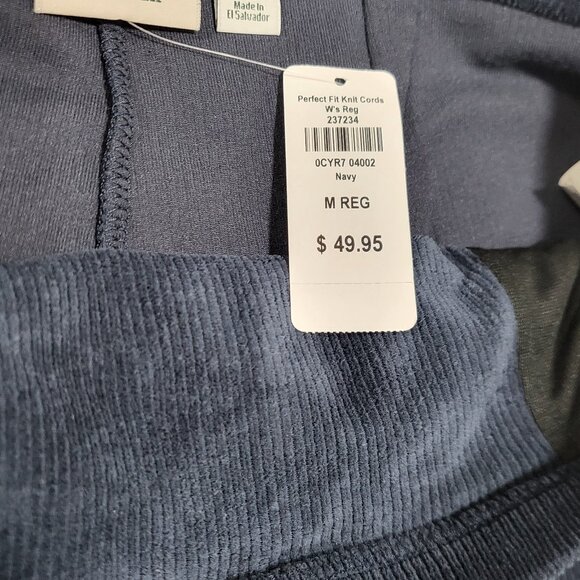 Made In
El Salvador
Perfect Fit Knit Cords
W's Reg
237234
0CYR7 04002
Navy
M REG
$ 49.95